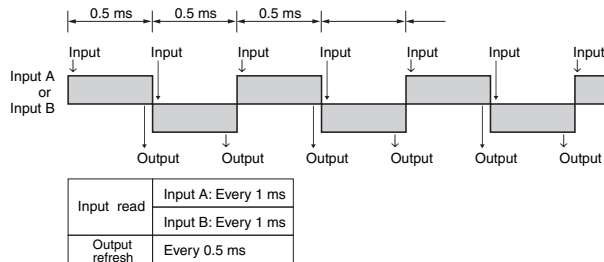 0.5 ms 0.5 ms 0.5 ms
Input Input Input Input Input Input Input
Input A
or
Input B
Output Output Output Output Output Output
Input read
Input A: Every 1 ms
Input B: Every 1 ms
Output
refresh
Every 0.5 ms